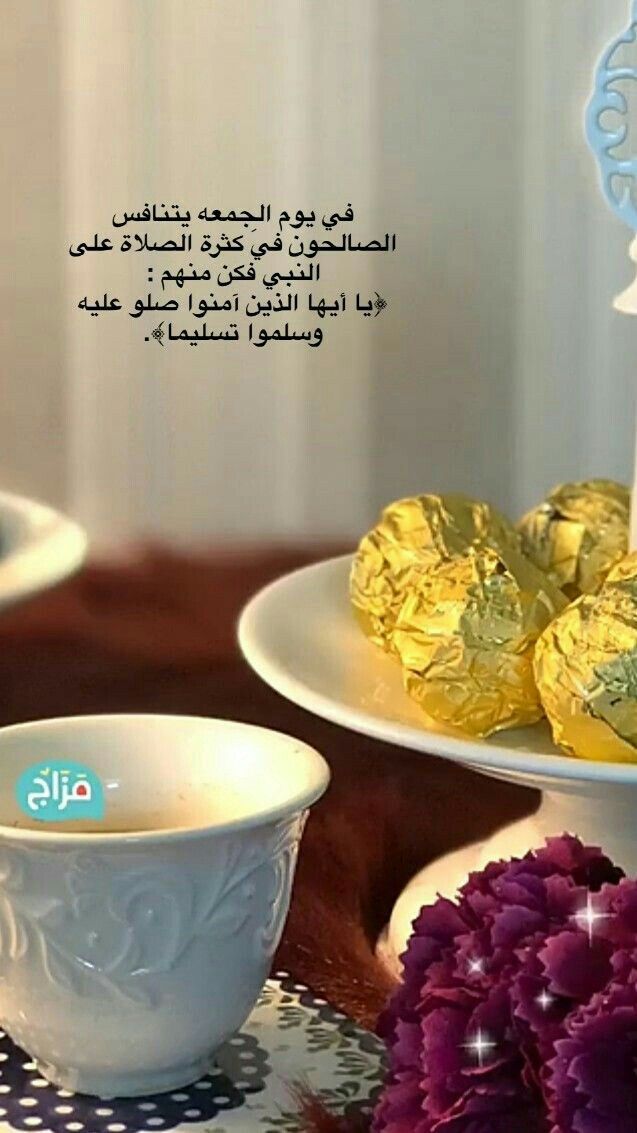 في يوم الجمعه يتنافس
الصالحون في كثرة الصلاة على
النبي فكن منهم :
﴿يا أيها الذين آمنوا صلو عليه
وسلموا تسليما﴾.
مزاج